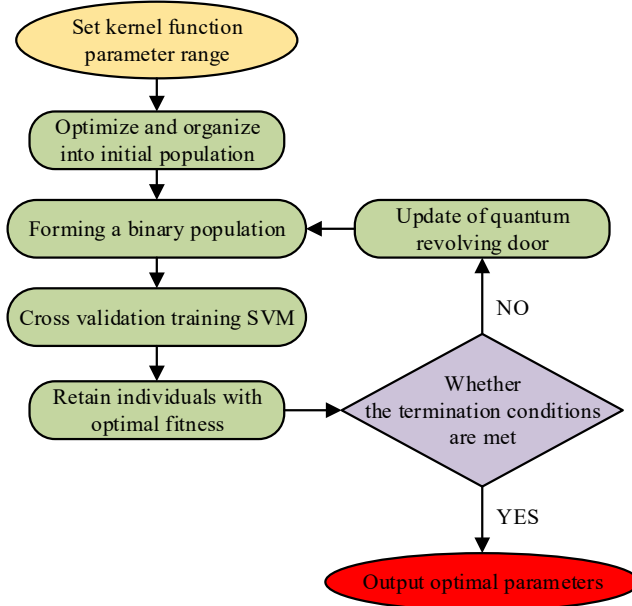 Set kernel function
parameter range
Optimize and organize
into initial population
Forming a binary population
Update of quantum
revolving door
Cross validation training SVM
NO
Retain individuals with
optimal fitness
Whether
the termination conditions
are met
YES
Output optimal parameters